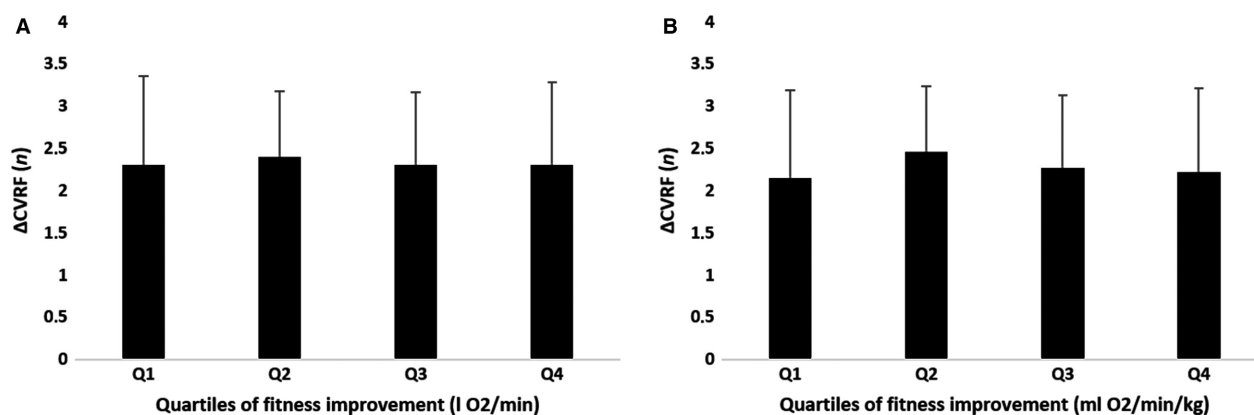 A
4
3.5
3
2.5
2
1.5
1
0.5
0
ΔCVRF (n)
Q1 Q2 Q3 Q4
Quartiles of fitness improvement (l O2/min)
B
4
3.5
3
2.5
2
1.5
1
0.5
0
ΔCVRF (n)
Q1 Q2 Q3 Q4
Quartiles of fitness improvement (ml O2/min/kg)